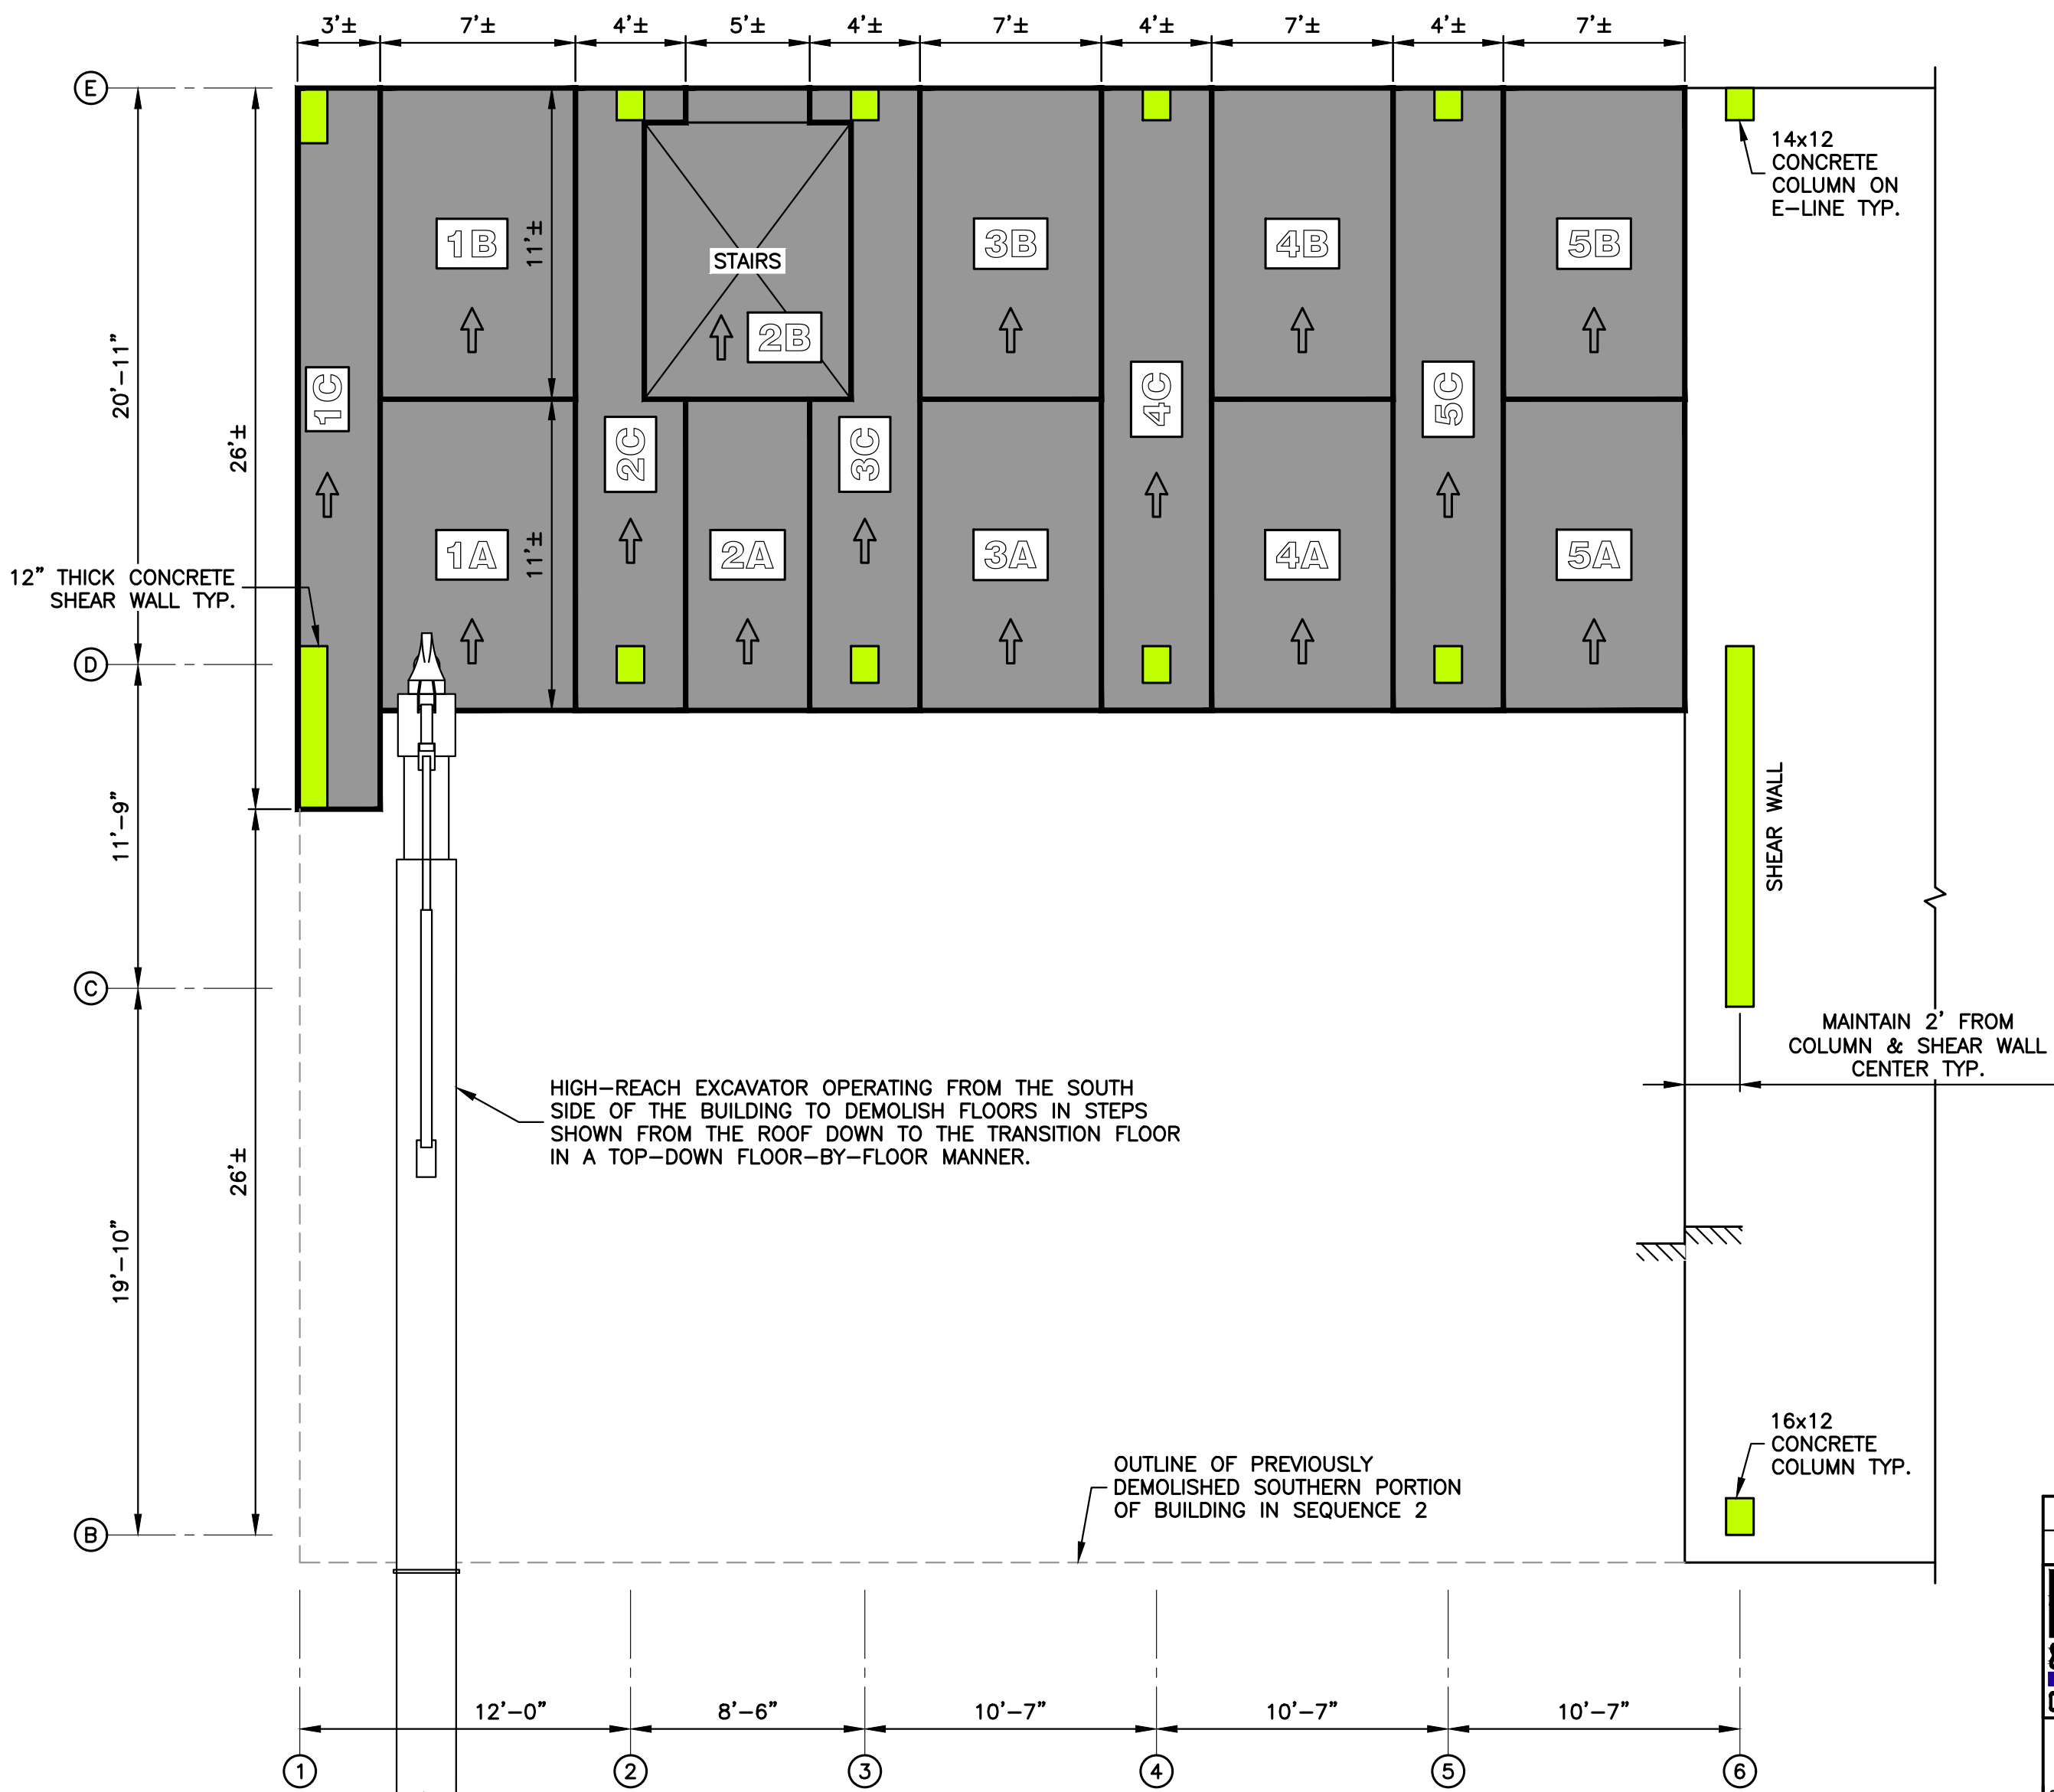 3'± 7'± 4'± 5'± 4'± 7'± 4'± 7'± 4'± 7'±
E
14x12
CONCRETE
COLUMN ON
E-LINE TYP.
1B
11'±
STAIRS
2B
3B
4B
5B
20'-11"
26'±
1C
2C
3C
4C
5C
1A
11'±
2A
3A
4A
5A
12" THICK CONCRETE
SHEAR WALL TYP.
D
11'-9"
SHEAR WALL
C
MAINTAIN 2' FROM
COLUMN & SHEAR WALL
CENTER TYP.
HIGH-REACH EXCAVATOR OPERATING FROM THE SOUTH
SIDE OF THE BUILDING TO DEMOLISH FLOORS IN STEPS
SHOWN FROM THE ROOF DOWN TO THE TRANSITION FLOOR
IN A TOP-DOWN FLOOR-BY-FLOOR MANNER.
26'±
19'-10"
16x12
CONCRETE
COLUMN TYP.
OUTLINE OF PREVIOUSLY
DEMOLISHED SOUTHERN PORTION
OF BUILDING IN SEQUENCE 2
B
12'-0" 8'-6" 10'-7" 10'-7" 10'-7"
1 2 3 4 5 6